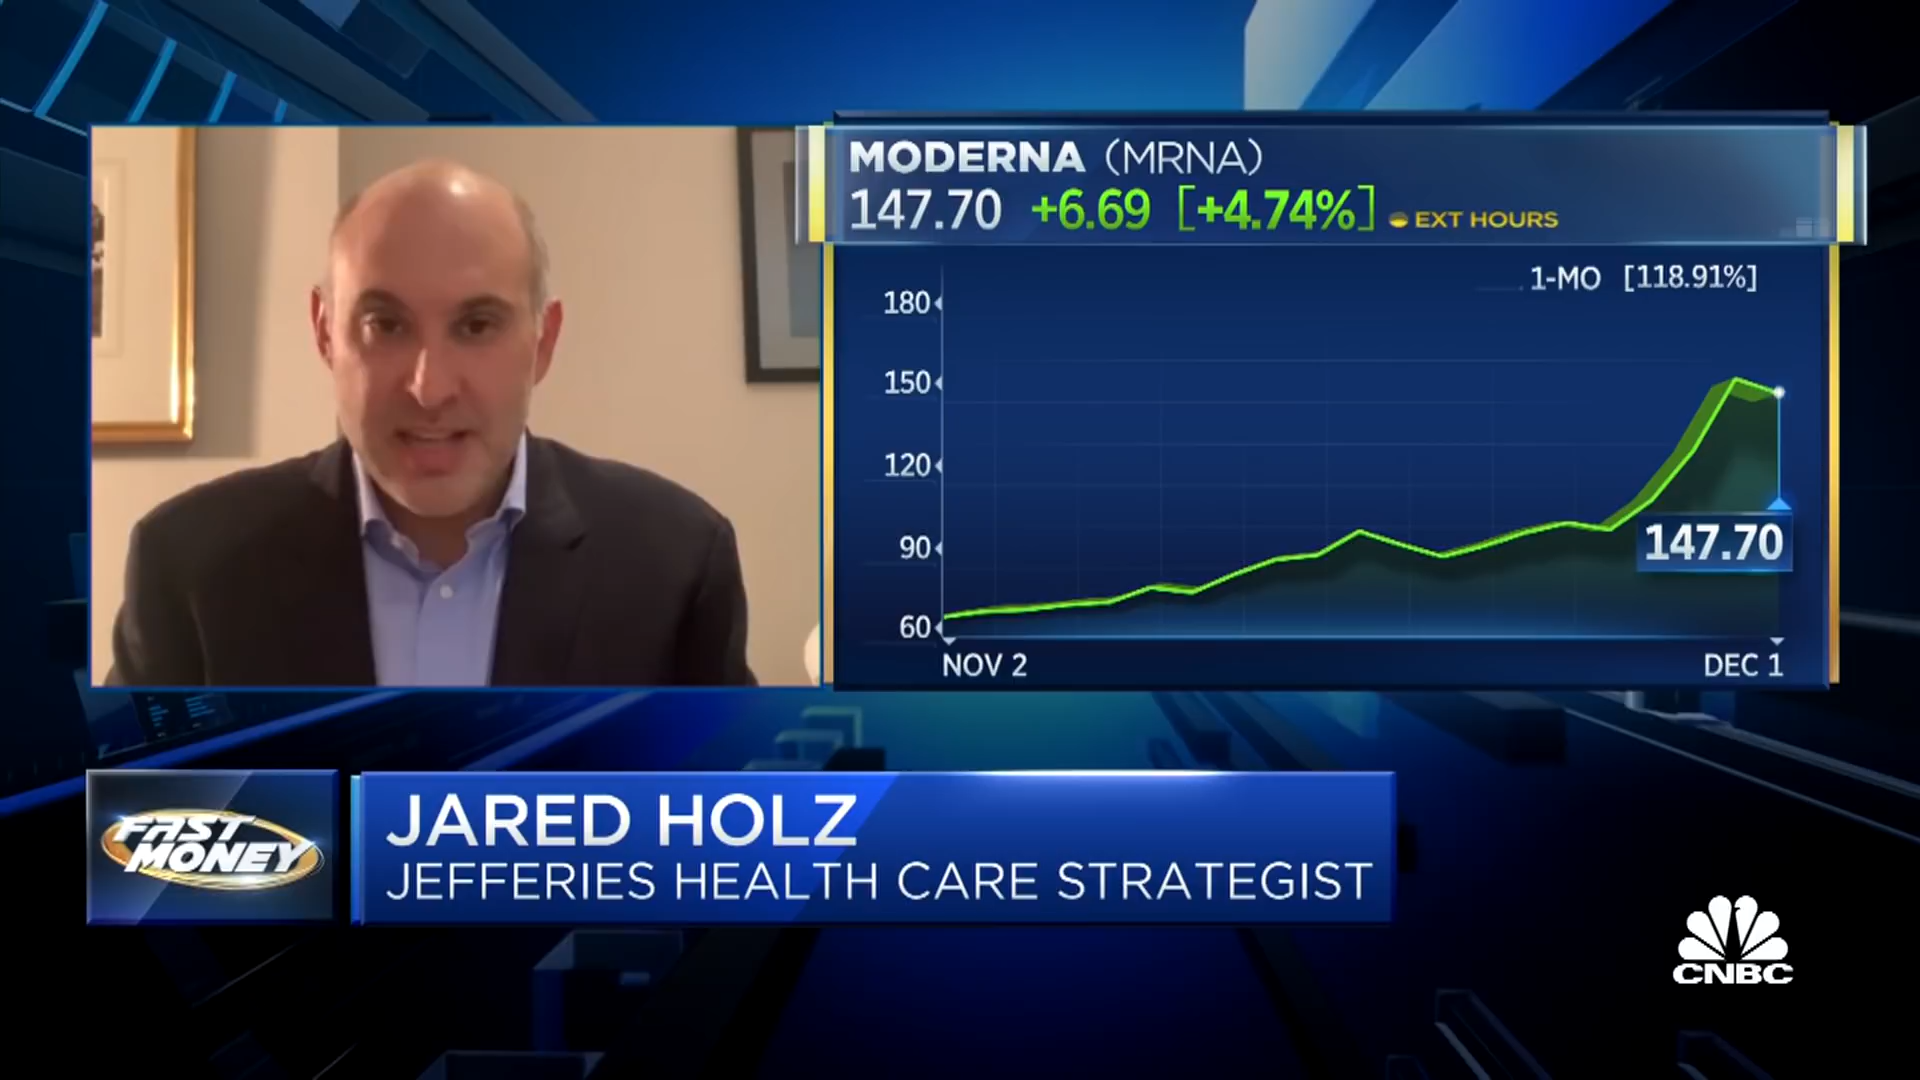 MODERNA (MRNA)
147.70 +6.69 [+4.74%] EXT HOURS
1-MO [118.91%]
180
150
120
90
60
147.70
NOV 2 DEC 1
FAST
MONEY
JARED HOLZ
JEFFERIES HEALTH CARE STRATEGIST
CNBC